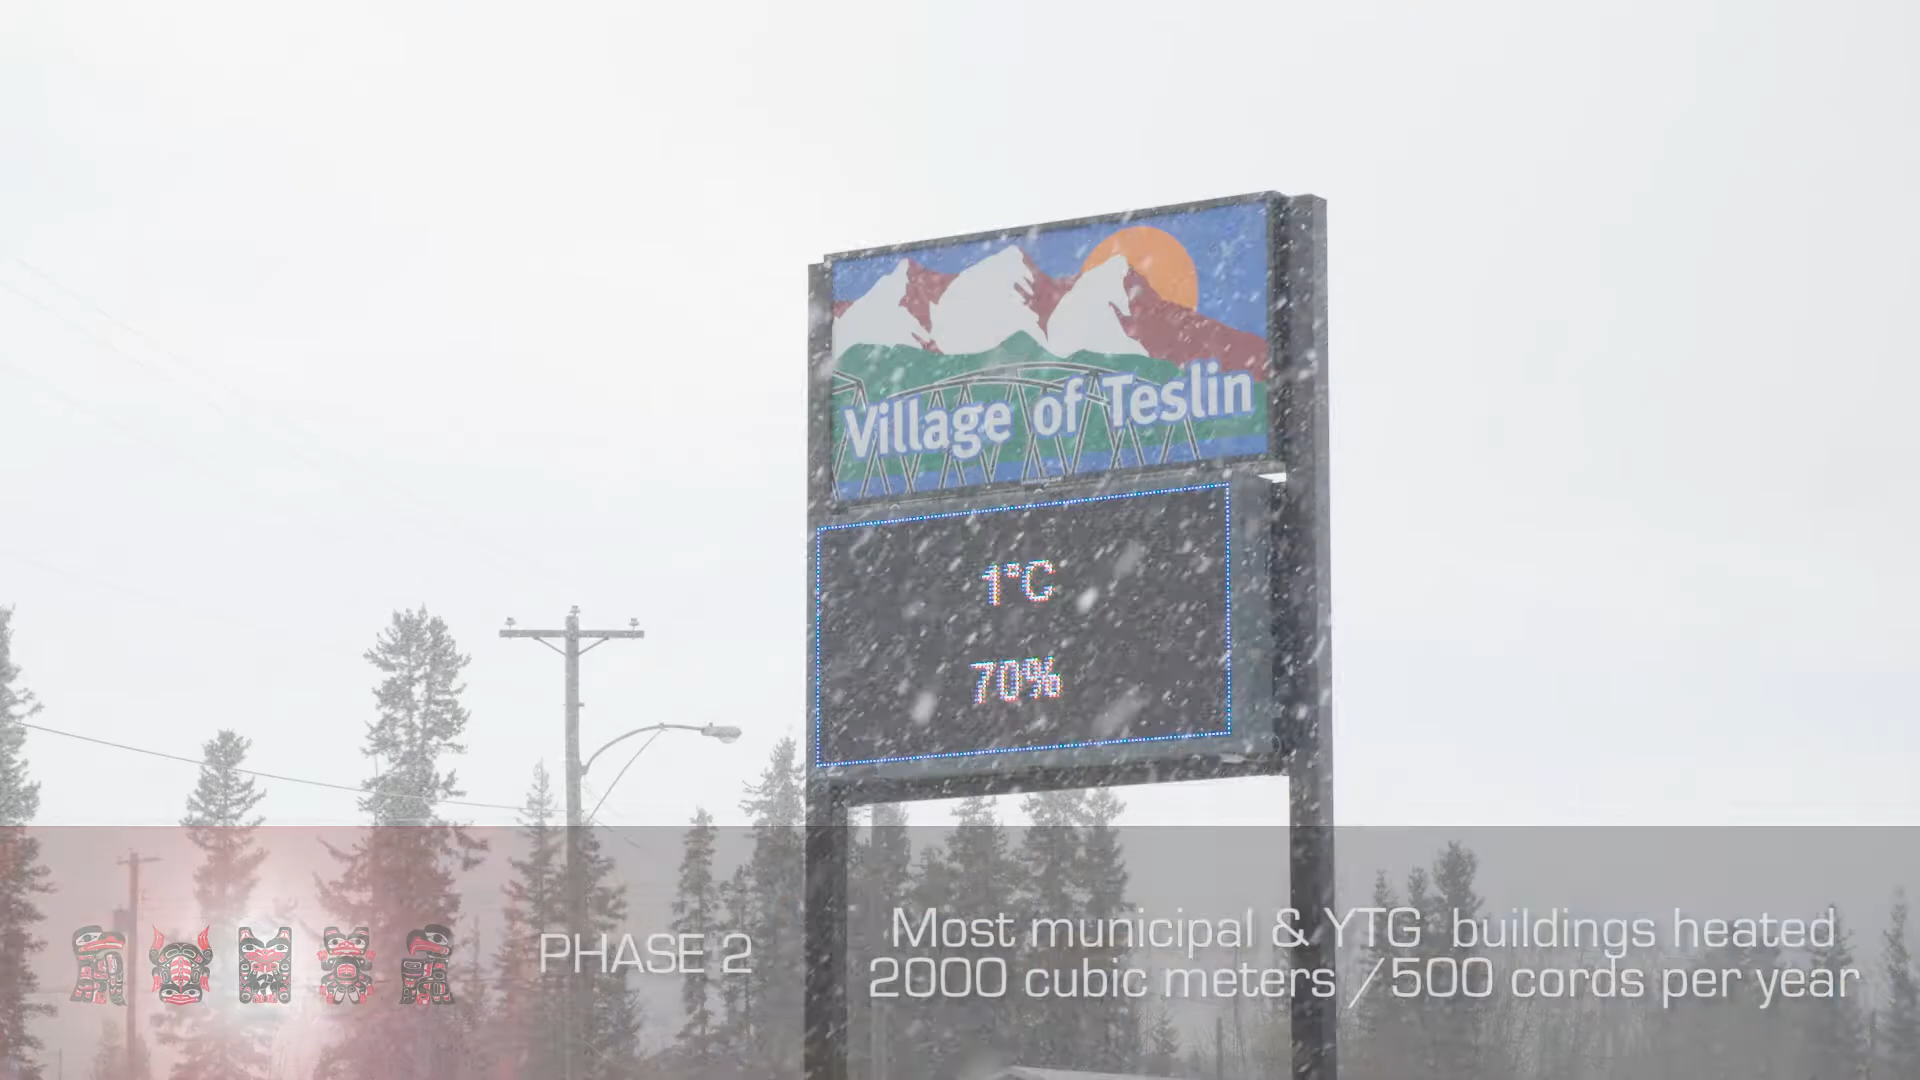 Village of Teslin
1°C
70%
PHASE 2
Most municipal & YTG buildings heated
2000 cubic meters /500 cords per year